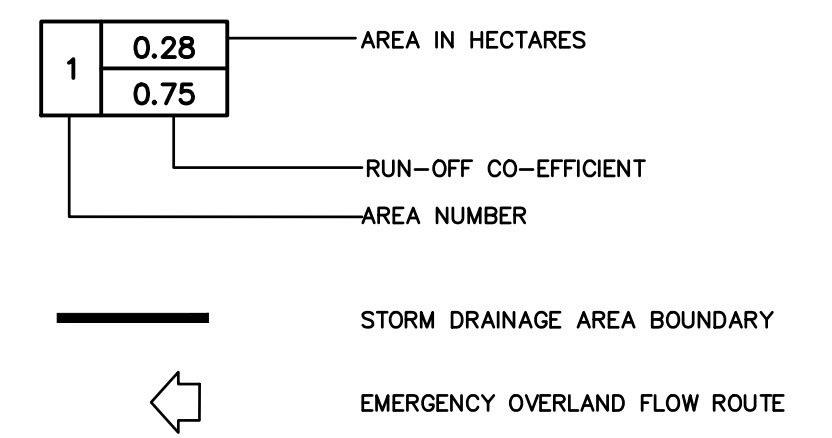 1
0.28
0.75
AREA IN HECTARES
RUN-OFF CO-EFFICIENT
AREA NUMBER
STORM DRAINAGE AREA BOUNDARY
EMERGENCY OVERLAND FLOW ROUTE